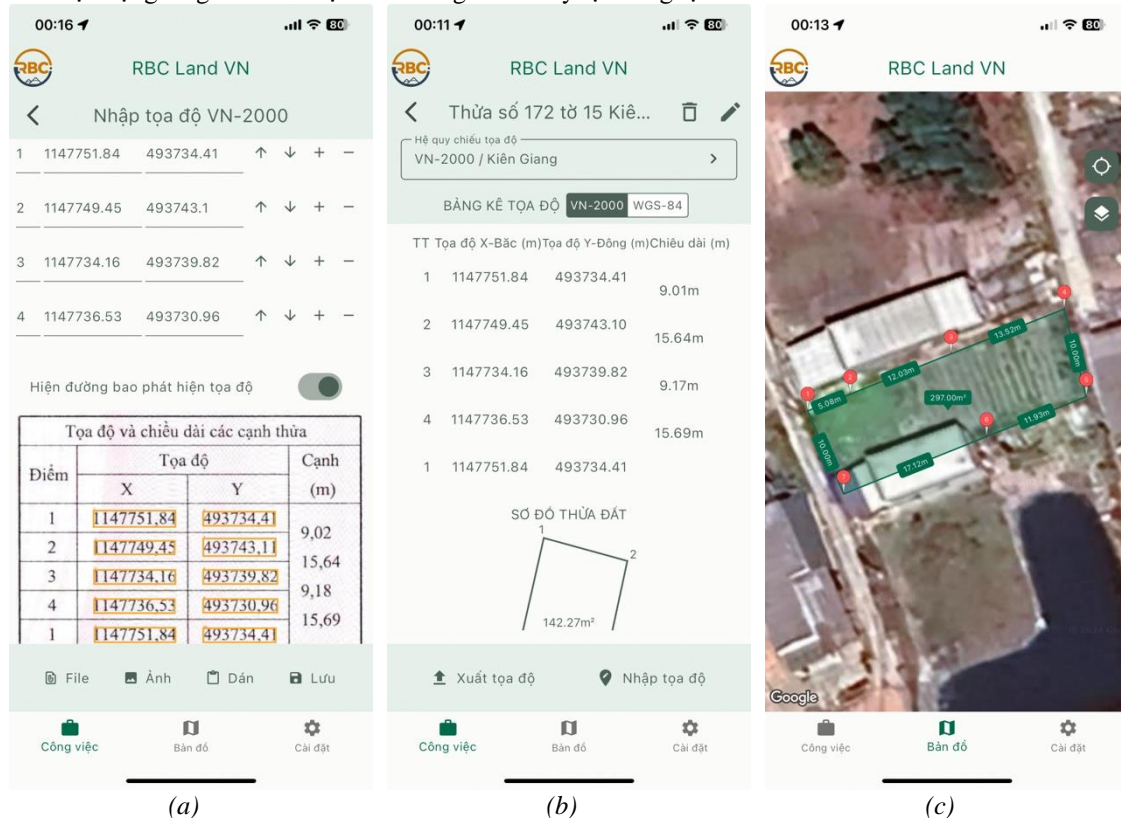 00:16
80
RBC
RBC Land VN
Nhập tọa độ VN-2000
1 1147751.84 493734.41 ↑ ↓ + −
2 1147749.45 493743.1 ↑ ↓ + −
3 1147734.16 493739.82 ↑ ↓ + −
4 1147736.53 493730.96 ↑ ↓ + −
Hiện đường bao phát hiện tọa độ
Tọa độ và chiều dài các cạnh thửa
Điểm Tọa độ Cạnh (m)
X Y
1 1147751,84 493734,41
9,02
2 1147749,45 493743,11
15,64
3 1147734,16 493739,82
9,18
4 1147736,53 493730,96
15,69
1 1147751,84 493734,41
File Ảnh Dán Lưu
Công việc Bản đồ Cài đặt
(a)
00:11
80
RBC
RBC Land VN
Thửa số 172 tờ 15 Kiê...
Hệ quy chiếu tọa độ
VN-2000 / Kiên Giang
BẢNG KÊ TỌA ĐỘ VN-2000 WGS-84
TT Tọa độ X-Bắc (m) Tọa độ Y-Đông (m) Chiều dài (m)
1 1147751.84 493734.41
9.01m
2 1147749.45 493743.10
15.64m
3 1147734.16 493739.82
9.17m
4 1147736.53 493730.96
15.69m
1 1147751.84 493734.41
SƠ ĐỒ THỬA ĐẤT
1
2
142.27m²
Xuất tọa độ Nhập tọa độ
Công việc Bản đồ Cài đặt
(b)
00:13
80
RBC
RBC Land VN
13.52m
10.00m
12.03m
5.08m
297.00m²
11.93m
10.00m
17.12m
Google
Công việc Bản đồ Cài đặt
(c)